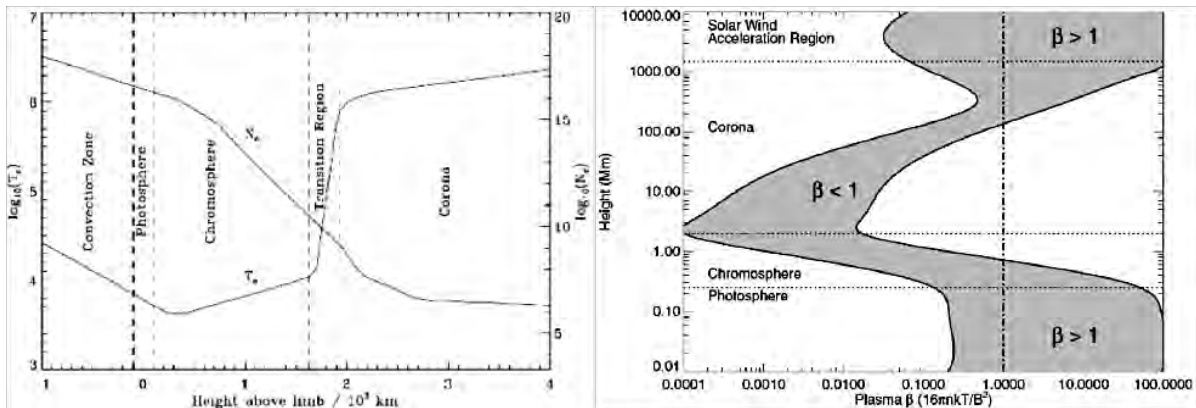 7
6
5
4
3
log₁₀(Tₑ)
Convection Zone
Photosphere
Chromosphere
Transition Region
Corona
Nₑ
Tₑ
20
15
10
5
log₁₀(Nₑ)
1
0
1
2
3
4
Height above limb / 10³ km
10000.00
1000.00
100.00
10.00
1.00
0.10
0.01
Height (Mm)
Solar Wind
Acceleration Region
β > 1
Corona
β < 1
Chromosphere
Photosphere
β > 1
0.0001
0.0010
0.0100
0.1000
1.0000
10.0000
100.0000
Plasma β (16πnkT/B²)